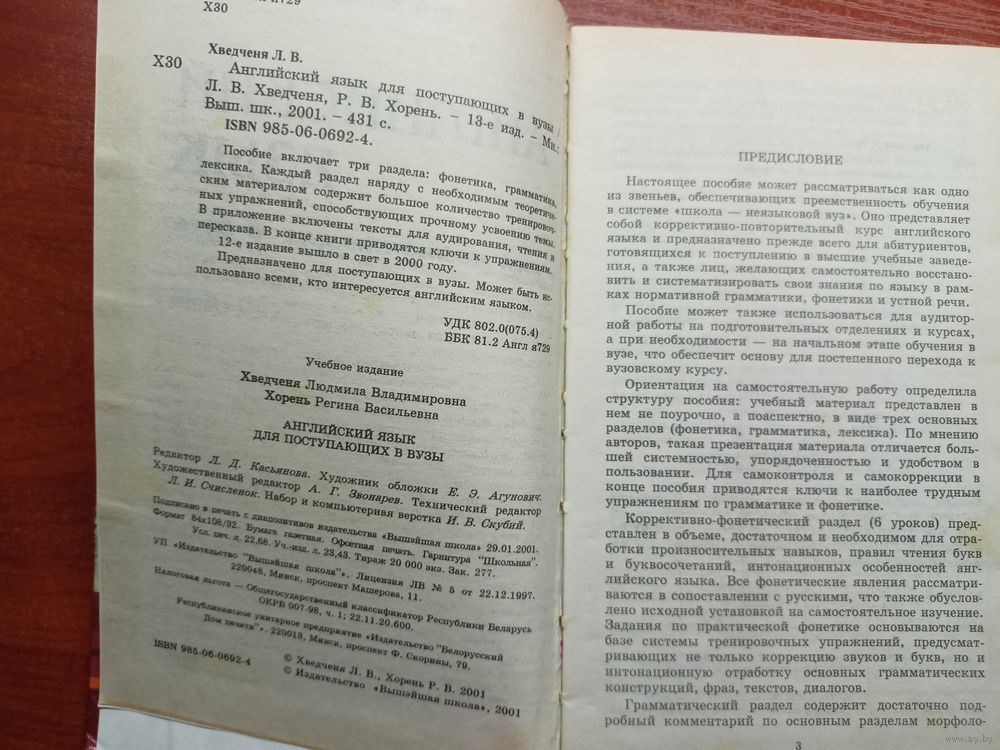 я729
Х30
Хведченя Л. В.
Х30
Английский язык для поступающих в вузы /
Л. В. Хведченя, Р. В. Хорень. – 13-е изд. – Мн.:
Выш. шк., 2001. – 431 с.
ISBN 985-06-0692-4.
Пособие включает три раздела: фонетика, грамматика,
лексика. Каждый раздел наряду с необходимым теоретиче-
ским материалом содержит большое количество тренировоч-
ных упражнений, способствующих прочному усвоению темы.
В приложение включены тексты для аудирования, чтения и
пересказа. В конце книги приводятся ключи к упражнениям.
12-е издание вышло в свет в 2000 году.
Предназначено для поступающих в вузы. Может быть ис-
пользовано всеми, кто интересуется английским языком.
УДК 802.0(075.4)
ББК 81.2 Англ я729
Учебное издание
Хведченя Людмила Владимировна
Хорень Регина Васильевна
АНГЛИЙСКИЙ ЯЗЫК
ДЛЯ ПОСТУПАЮЩИХ В ВУЗЫ
Редактор Л. Д. Касьянова. Художник обложки Е. Э. Агунович.
Художественный редактор А. Г. Звонарев. Технический редактор
Л. И. Счисленок. Набор и компьютерная верстка И. В. Скубий.
Подписано в печать с диапозитивов издательства «Вышэйшая школа» 29.01.2001.
Формат 84х108/32. Бумага газетная. Офсетная печать. Гарнитура "Школьная".
Усл. печ. л. 22,68. Уч.-изд. л. 23,43. Тираж 20 000 экз. Зак. 277.
УП «Издательство "Вышэйшая школа"». Лицензия ЛВ № 5 от 22.12.1997.
220048, Минск, проспект Машерова, 11.
Налоговая льгота — Общегосударственный классификатор Республики Беларусь
ОКРБ 007-98, ч. 1; 22.11.20.600.
Республиканское унитарное предприятие «Издательство "Белорусский
Дом печати"». 220013, Минск, проспект Ф. Скорины, 79.
ISBN 985-06-0692-4
© Хведченя Л. В., Хорень Р. В. 2001
© Издательство «Вышэйшая школа», 2001
ПРЕДИСЛОВИЕ
Настоящее пособие может рассматриваться как одно
из звеньев, обеспечивающих преемственность обучения
в системе «школа — неязыковой вуз». Оно представляет
собой коррективно-повторительный курс английского
языка и предназначено прежде всего для абитуриентов,
готовящихся к поступлению в высшие учебные заведе-
ния, а также лиц, желающих самостоятельно восстано-
вить и систематизировать свои знания по языку в рам-
ках нормативной грамматики, фонетики и устной речи.
Пособие может также использоваться для аудитор-
ной работы на подготовительных отделениях и курсах,
а при необходимости — на начальном этапе обучения в
вузе, что обеспечит основу для постепенного перехода к
вузовскому курсу.
Ориентация на самостоятельную работу определила
структуру пособия: учебный материал представлен в
нем не поурочно, а поаспектно, в виде трех основных
разделов (фонетика, грамматика, лексика). По мнению
авторов, такая презентация материала отличается боль-
шей системностью, упорядоченностью и удобством в
пользовании. Для самоконтроля и самокоррекции в
конце пособия приводятся ключи к наиболее трудным
упражнениям по грамматике и фонетике.
Коррективно-фонетический раздел (6 уроков) пред-
ставлен в объеме, достаточном и необходимом для отра-
ботки произносительных навыков, правил чтения букв
и буквосочетаний, интонационных особенностей анг-
лийского языка. Все фонетические явления рассматри-
ваются в сопоставлении с русскими, что также обуслов-
лено исходной установкой на самостоятельное изучение.
Задания по практической фонетике основываются на
базе системы тренировочных упражнений, предусмат-
ривающих не только коррекцию звуков и букв, но и
интонационную отработку основных грамматических
конструкций, фраз, текстов, диалогов.
Грамматический раздел содержит достаточно под-
робный комментарий по основным разделам морфоло-
3
www.ay.by